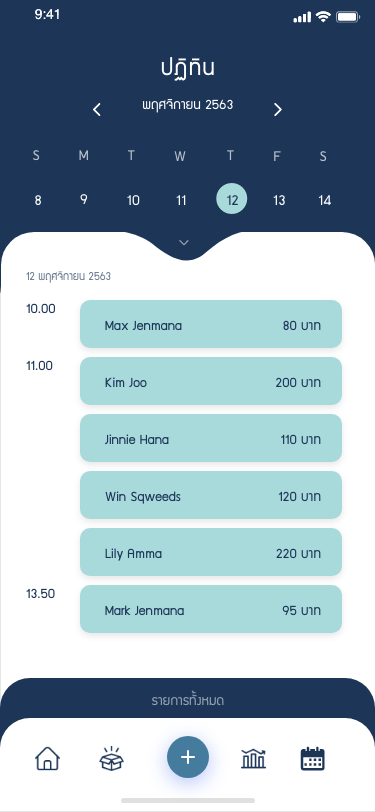 9:41
ปฏิทิน
พฤศจิกายน 2563
S M T W T F S
8 9 10 11 12 13 14
12 พฤศจิกายน 2563
10.00 Max Jenmana 80 บาท
11.00 Kim Joo 200 บาท
Jinnie Hana 110 บาท
Win Sqweeds 120 บาท
Lily Amma 220 บาท
13.50 Mark Jenmana 95 บาท
รายการทั้งหมด